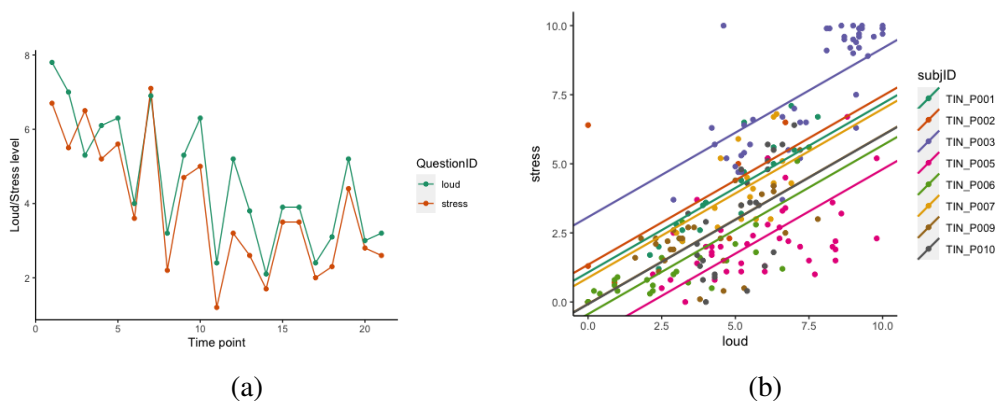 8
6
4
2
0
5
10
15
20
Loud/Stress level
Time point
QuestionID
loud
stress
(a)
10.0
7.5
5.0
2.5
0.0
0.0
2.5
5.0
7.5
10.0
stress
loud
subjID
TIN_P001
TIN_P002
TIN_P003
TIN_P005
TIN_P006
TIN_P007
TIN_P009
TIN_P010
(b)